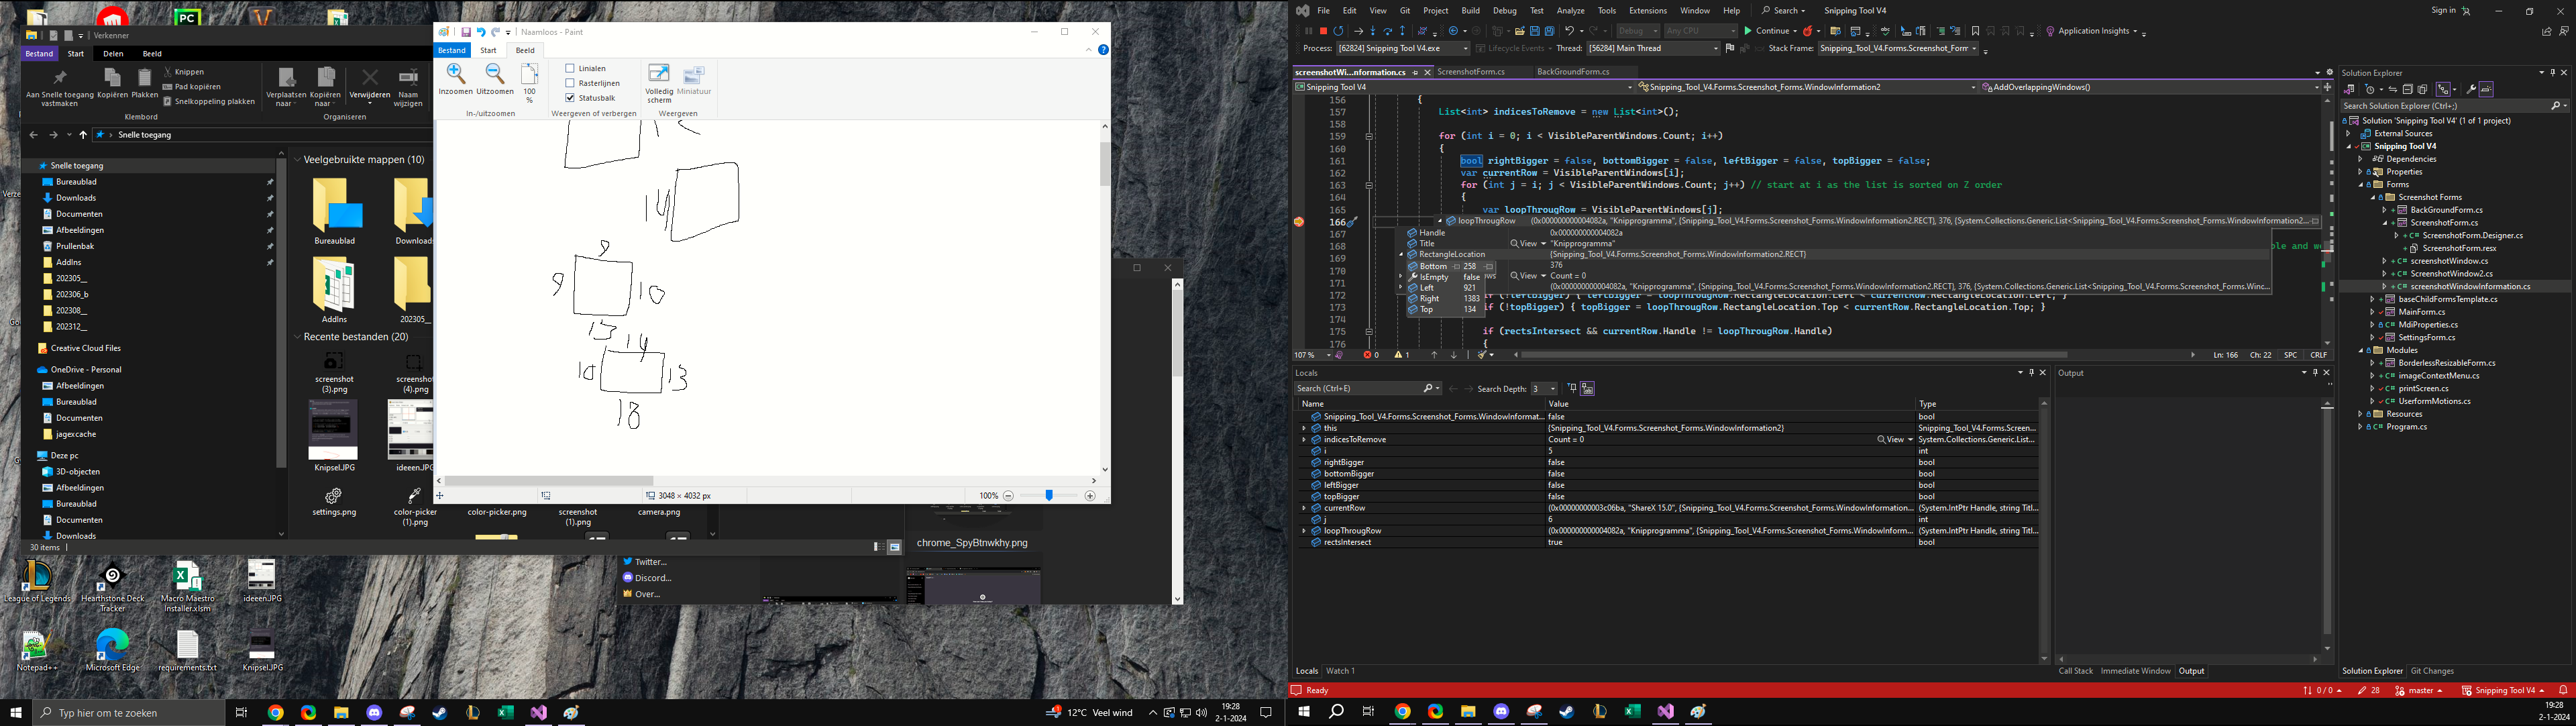 Verkenner
Bestand Start Delen Beeld
Aan Snelle toegang vastmaken
Kopiëren
Plakken
Knippen
Pad kopiëren
Snelkoppeling plakken
Verplaatsen naar
Kopiëren naar
Verwijderen
Naam wijzigen
Klembord
Organiseren
Snelle toegang
Snelle toegang
Bureaublad
Downloads
Documenten
Afbeeldingen
Prullenbak
AddIns
202305__
202306_b
202308__
202312__
Creative Cloud Files
OneDrive - Personal
Afbeeldingen
Bureaublad
Documenten
jagexcache
Deze pc
3D-objecten
Afbeeldingen
Bureaublad
Documenten
Downloads
30 items
Veelgebruikte mappen (10)
Bureaublad
AddIns
202305__
Recente bestanden (20)
screenshot (3).png
screenshot (4).png
Knipsel.JPG
ideeen.JPG
settings.png
color-picker (1).png
color-picker.png
screenshot (1).png
camera.png
Naamloos - Paint
Bestand Start Beeld
Inzoomen
Uitzoomen
100 %
Linialen
Rasterlijnen
Statusbalk
Volledig scherm
Miniatuur
In-/uitzoomen
Weergeven of verbergen
Weergeven
14
9
9
10
15
14
10
13
18
3048 × 4032 px
100%
chrome_SpyBtnwkhy.png
Twitter...
Discord...
Over...
League of Legends
Hearthstone Deck Tracker
Macro Maestro Installer.xlsm
ideeen.JPG
Notepad++
Microsoft Edge
requirements.txt
Knipsel.JPG
Typ hier om te zoeken
12°C Veel wind
19:28
2-1-2024
File Edit View Git Project Build Debug Test Analyze Tools Extensions Window Help Search Snipping Tool V4
Sign in
Debug Any CPU Continue Application Insights
Process: [62824] Snipping Tool V4.exe Lifecycle Events Thread: [56284] Main Thread Stack Frame: Snipping_Tool_V4.Forms.Screenshot_Form
screenshotWi...nformation.cs ScreenshotForm.cs BackGroundForm.cs
Snipping Tool V4 Snipping_Tool_V4.Forms.Screenshot_Forms.WindowInformation2 AddOverlappingWindows()
156 {
157 List<int> indicesToRemove = new List<int>();
158
159 for (int i = 0; i < VisibleParentWindows.Count; i++)
160 {
161 bool rightBigger = false, bottomBigger = false, leftBigger = false, topBigger = false;
162 var currentRow = VisibleParentWindows[i];
163 for (int j = i; j < VisibleParentWindows.Count; j++) // start at i as the list is sorted on Z order
164 {
165 var loopThrougRow = VisibleParentWindows[j];
166 loopThrougRow (0x000000000004082a, "Knipprogramma", {Snipping_Tool_V4.Forms.Screenshot_Forms.WindowInformation2.RECT}, 376, {System.Collections.Generic.List<Snipping_Tool_V4.Forms.Screenshot_Forms.WindowInformation2...
167 Handle 0x000000000004082a
168 Title View "Knipprogramma"
169 RectangleLocation {Snipping_Tool_V4.Forms.Screenshot_Forms.WindowInformation2.RECT}
170 Bottom 258 376
171 IsEmpty false View Count = 0
Left 921 (0x000000000004082a, "Knipprogramma", {Snipping_Tool_V4.Forms.Screenshot_Forms.WindowInformation2.RECT}, 376, {System.Collections.Generic.List<Snipping_Tool_V4.Forms.Screenshot_Forms.Winc...
172 Right 1383
173 Top 134 if (!topBigger) { topBigger = loopThrougRow.RectangleLocation.Top < currentRow.RectangleLocation.Top; }
174
175 if (rectsIntersect && currentRow.Handle != loopThrougRow.Handle)
176 {
107 % 0 1 Ln: 166 Ch: 22 SPC CRLF
Locals
Search (Ctrl+E) Search Depth: 3
Name Value Type
Snipping_Tool_V4.Forms.Screenshot_Forms.WindowInformat... false bool
this {Snipping_Tool_V4.Forms.Screenshot_Forms.WindowInformation2} Snipping_Tool_V4.Forms.Screen...
indicesToRemove Count = 0 View System.Collections.Generic.List...
i 5 int
rightBigger false bool
bottomBigger false bool
leftBigger false bool
topBigger false bool
currentRow (0x0000000003c06ba, "ShareX 15.0", {Snipping_Tool_V4.Forms.Screenshot_Forms.WindowInformation... (System.IntPtr Handle, string Titl...
j 6 int
loopThrougRow (0x000000000004082a, "Knipprogramma", {Snipping_Tool_V4.Forms.Screenshot_Forms.WindowInform... (System.IntPtr Handle, string Titl...
rectsIntersect true bool
Locals Watch 1
Output
Call Stack Immediate Window Output
Solution Explorer
Search Solution Explorer (Ctrl+;)
Solution 'Snipping Tool V4' (1 of 1 project)
External Sources
Snipping Tool V4
Dependencies
Properties
Forms
Screenshot Forms
BackGroundForm.cs
ScreenshotForm.cs
ScreenshotForm.Designer.cs
ScreenshotForm.resx
screenshotWindow.cs
ScreenshotWindow2.cs
screenshotWindowInformation.cs
baseChildFormsTemplate.cs
MainForm.cs
MdiProperties.cs
SettingsForm.cs
Modules
BorderlessResizableForm.cs
imageContextMenu.cs
printScreen.cs
UserformMotions.cs
Resources
Program.cs
Solution Explorer Git Changes
Ready 0 / 0 28 master Snipping Tool V4
19:28
2-1-2024